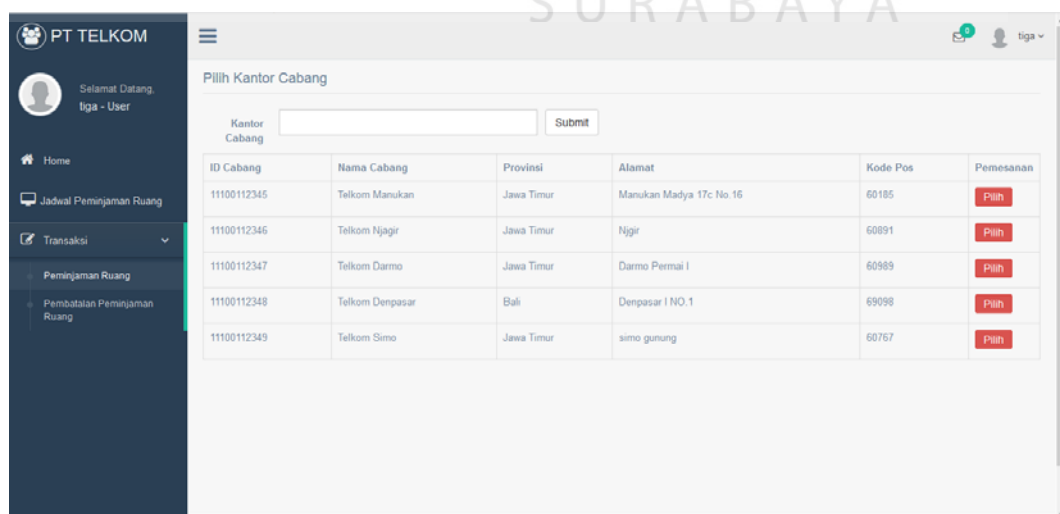 SURABAYA
PT TELKOM
0
tiga
Selamat Datang,
tiga - User
Home
Jadwal Peminjaman Ruang
Transaksi
Peminjaman Ruang
Pembatalan Peminjaman
Ruang
Pilih Kantor Cabang
Kantor
Cabang
Submit
ID Cabang Nama Cabang Provinsi Alamat Kode Pos Pemesanan
11100112345 Telkom Manukan Jawa Timur Manukan Madya 17c No.16 60185 Pilih
11100112346 Telkom Njagir Jawa Timur Njgir 60891 Pilih
11100112347 Telkom Darmo Jawa Timur Darmo Permai I 60989 Pilih
11100112348 Telkom Denpasar Bali Denpasar I NO.1 69098 Pilih
11100112349 Telkom Simo Jawa Timur simo gunung 60767 Pilih